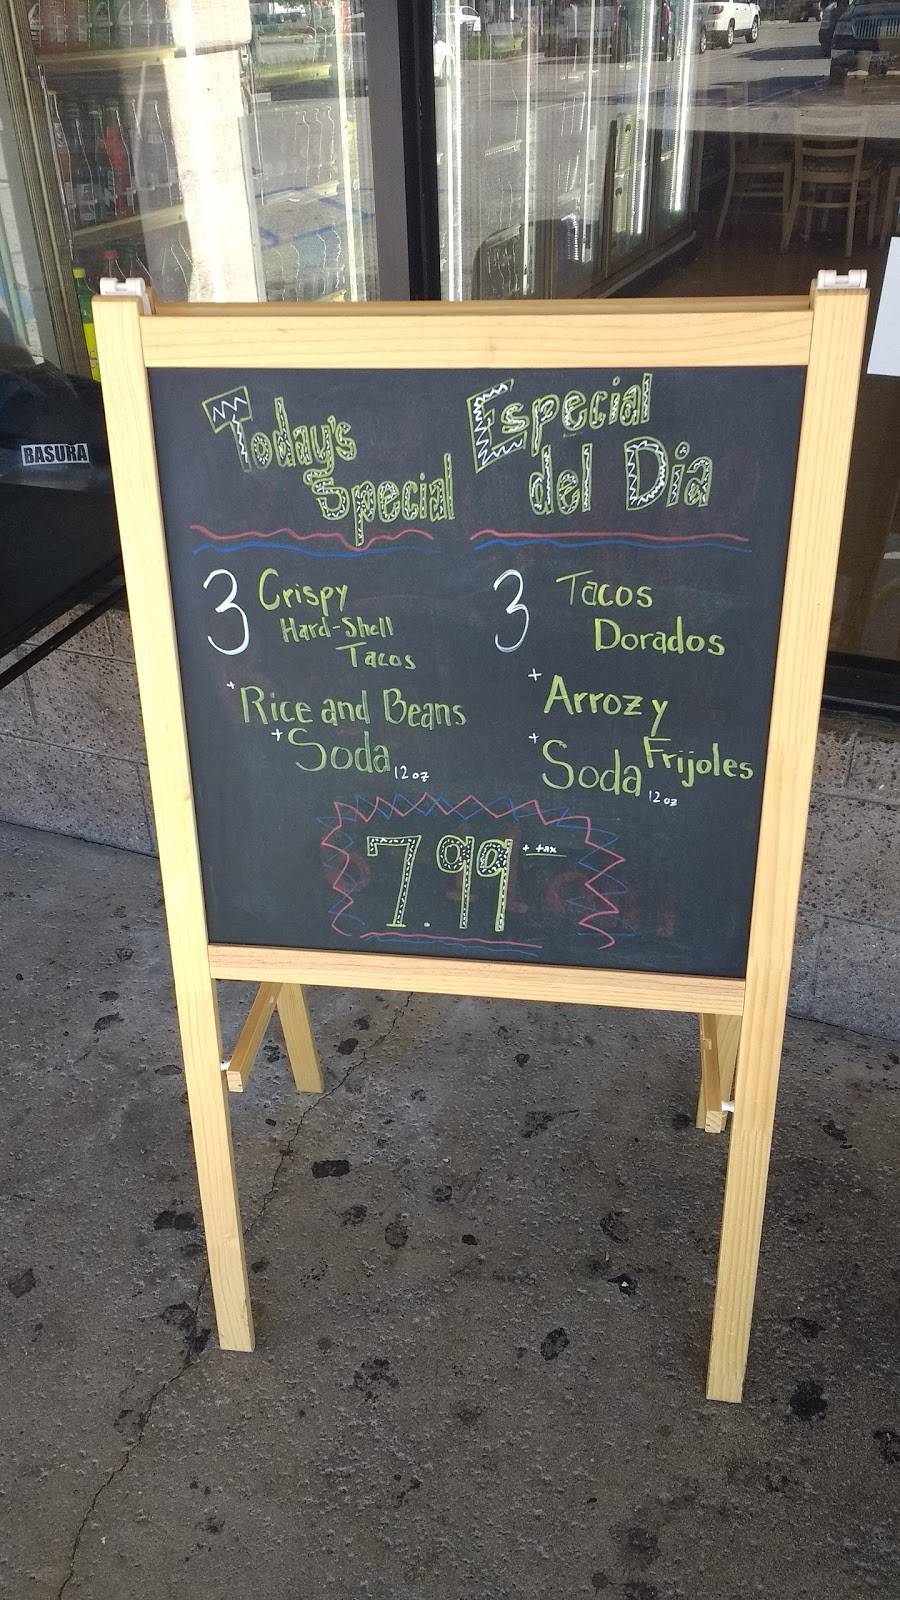 BASURA
Today's
Special
3 Crispy
Hard-Shell
Tacos
+ Rice and Beans
+ Soda 12 oz
Especial
del Dia
3 Tacos
Dorados
+ Arroz y
Frijoles
+ Soda 12 oz
7.99 + tax